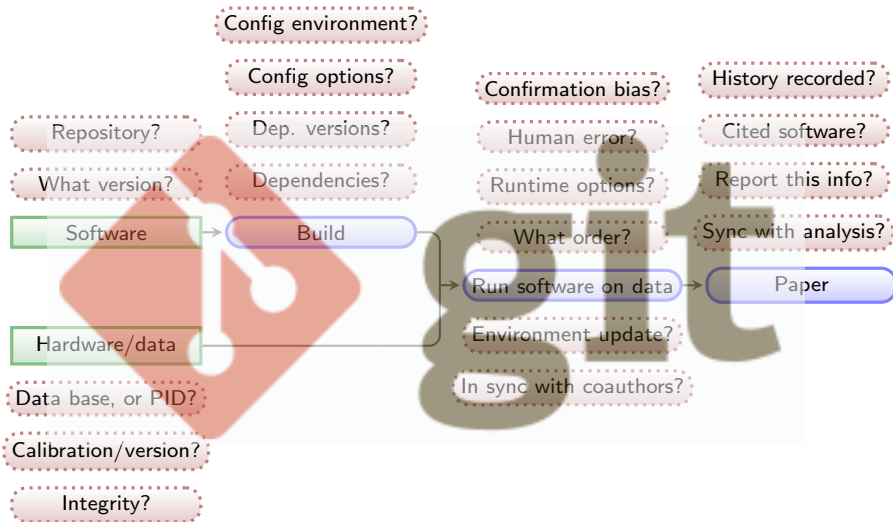 Config environment?
Config options?
Dep. versions?
Dependencies?
Repository?
What version?
Software
Build
Hardware/data
Data base, or PID?
Calibration/version?
Integrity?
Confirmation bias?
Human error?
Runtime options?
What order?
Run software on data
Environment update?
In sync with coauthors?
History recorded?
Cited software?
Report this info?
Sync with analysis?
Paper
git